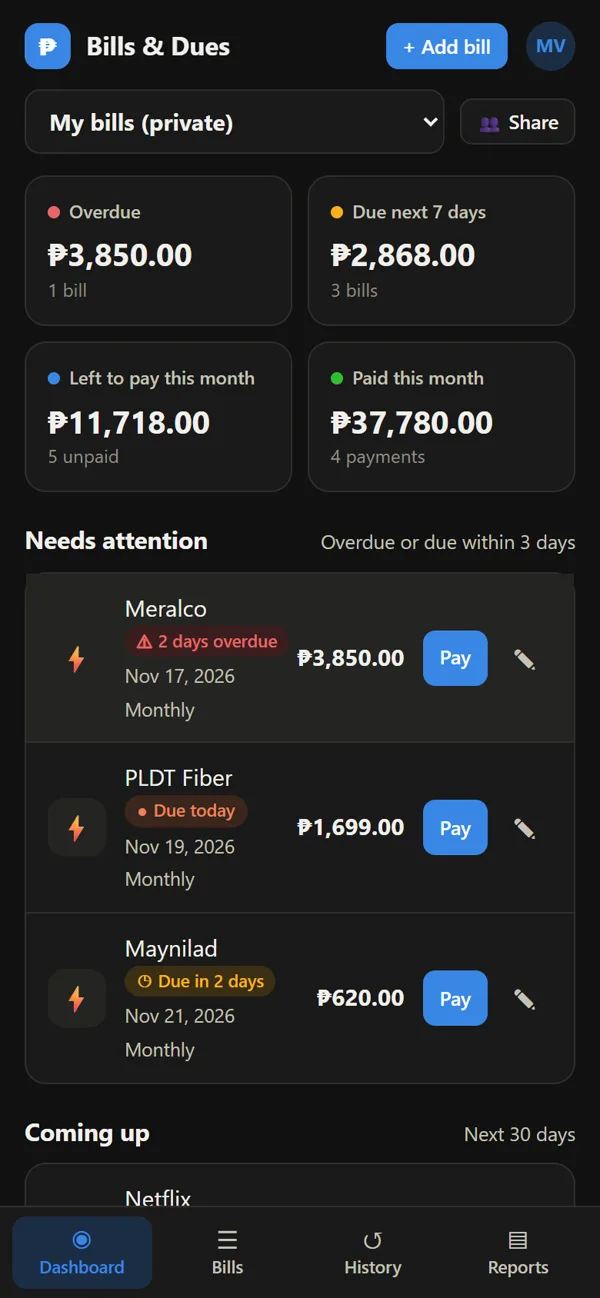 ₱ Bills & Dues + Add bill MV
My bills (private) Share
Overdue
₱3,850.00
1 bill
Due next 7 days
₱2,868.00
3 bills
Left to pay this month
₱11,718.00
5 unpaid
Paid this month
₱37,780.00
4 payments
Needs attention Overdue or due within 3 days
Meralco
2 days overdue
Nov 17, 2026
Monthly
₱3,850.00 Pay
PLDT Fiber
Due today
Nov 19, 2026
Monthly
₱1,699.00 Pay
Maynilad
Due in 2 days
Nov 21, 2026
Monthly
₱620.00 Pay
Coming up Next 30 days
Netflix
Dashboard Bills History Reports